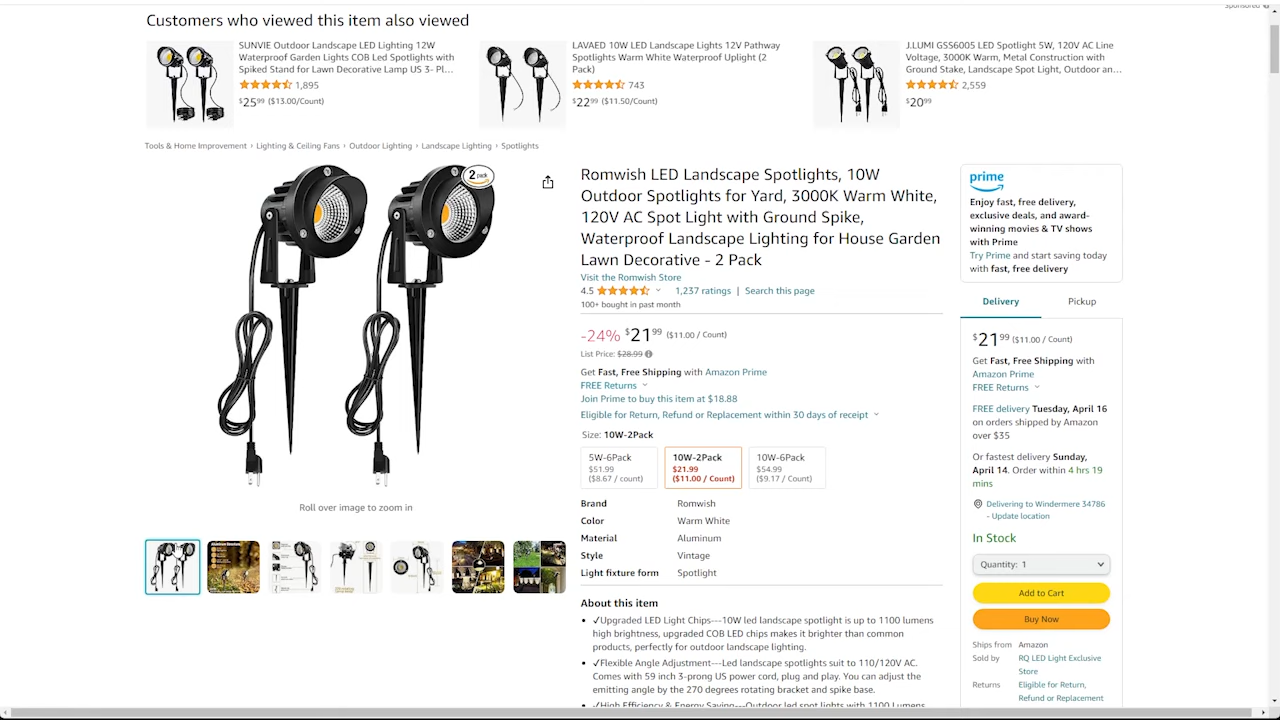 Sponsored
Customers who viewed this item also viewed
SUNVIE Outdoor Landscape LED Lighting 12W
Waterproof Garden Lights COB Led Spotlights with
Spiked Stand for Lawn Decorative Lamp US 3- Pl...
1,895
$25.99 ($13.00/Count)
LAVAED 10W LED Landscape Lights 12V Pathway
Spotlights Warm White Waterproof Uplight (2
Pack)
743
$22.99 ($11.50/Count)
J.LUMI GSS6005 LED Spotlight 5W, 120V AC Line
Voltage, 3000K Warm, Metal Construction with
Ground Stake, Landscape Spot Light, Outdoor an...
2,559
$20.99
Tools & Home Improvement › Lighting & Ceiling Fans › Outdoor Lighting › Landscape Lighting › Spotlights
2 pack
Roll over image to zoom in
Romwish LED Landscape Spotlights, 10W
Outdoor Spotlights for Yard, 3000K Warm White,
120V AC Spot Light with Ground Spike,
Waterproof Landscape Lighting for House Garden
Lawn Decorative - 2 Pack
Visit the Romwish Store
4.5 1,237 ratings | Search this page
100+ bought in past month
-24% $21.99 ($11.00 / Count)
List Price: $28.99
Get Fast, Free Shipping with Amazon Prime
FREE Returns
Join Prime to buy this item at $18.88
Eligible for Return, Refund or Replacement within 30 days of receipt
Size: 10W-2Pack
5W-6Pack
$51.99
($8.67 / count)
10W-2Pack
$21.99
($11.00 / Count)
10W-6Pack
$54.99
($9.17 / Count)
Brand Romwish
Color Warm White
Material Aluminum
Style Vintage
Light fixture form Spotlight
About this item
• ✓Upgraded LED Light Chips---10W led landscape spotlight is up to 1100 lumens
high brightness, upgraded COB LED chips makes it brighter than common
products, perfectly for outdoor landscape lighting.
• ✓Flexible Angle Adjustment---Led landscape spotlights suit to 110/120V AC.
Comes with 59 inch 3-prong US power cord, plug and play. You can adjust the
emitting angle by the 270 degrees rotating bracket and spike base.
• ✓High Efficiency & Energy Saving---Outdoor led spot lights with 1100 Lumens
prime
Enjoy fast, free delivery,
exclusive deals, and award-
winning movies & TV shows
with Prime
Try Prime and start saving today
with fast, free delivery
Delivery Pickup
$21.99 ($11.00 / Count)
Get Fast, Free Shipping with
Amazon Prime
FREE Returns
FREE delivery Tuesday, April 16
on orders shipped by Amazon
over $35
Or fastest delivery Sunday,
April 14. Order within 4 hrs 19
mins
Delivering to Windermere 34786
- Update location
In Stock
Quantity: 1
Add to Cart
Buy Now
Ships from Amazon
Sold by RQ LED Light Exclusive
Store
Returns Eligible for Return,
Refund or Replacement